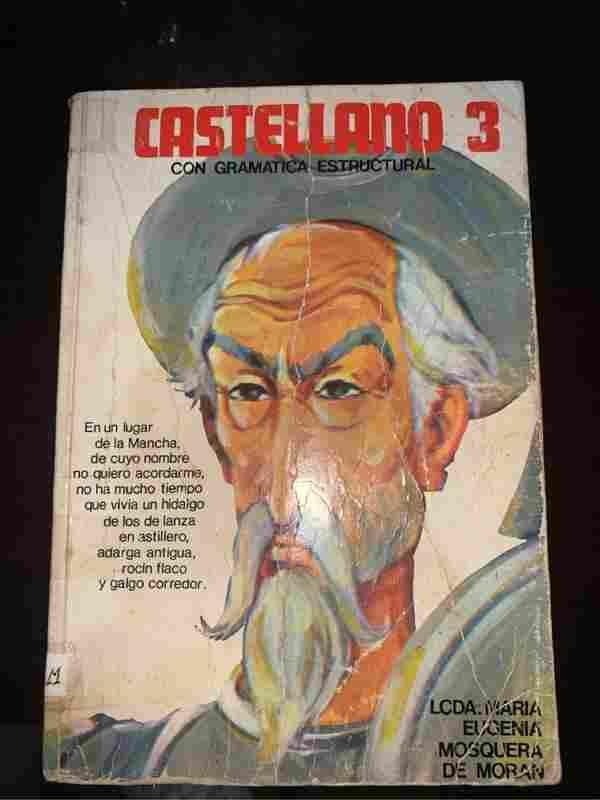 CASTELLANO 3
CON GRAMATICA ESTRUCTURAL
En un lugar
de la Mancha,
de cuyo nombre
no quiero acordarme,
no ha mucho tiempo
que vivía un hidalgo
de los de lanza
en astillero,
adarga antigua,
rocín flaco
y galgo corredor.
M
LCDA. MARIA
EUGENIA
MOSQUERA
DE MORAN